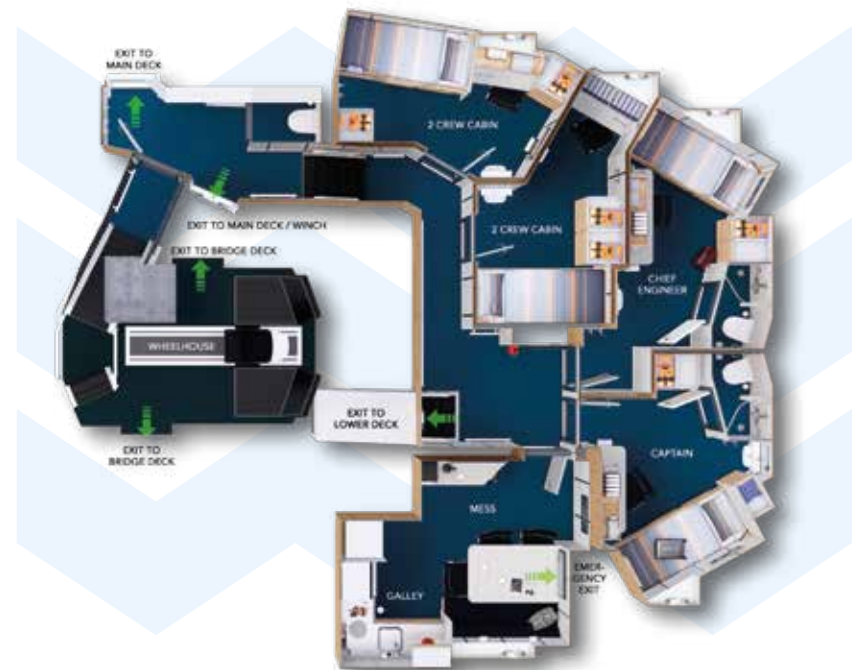 EXIT TO
MAIN DECK
2 CREW CABIN
EXIT TO MAIN DECK / WINCH
2 CREW CABIN
EXIT TO BRIDGE DECK
CHIEF
ENGINEER
WHEELHOUSE
EXIT TO
LOWER DECK
EXIT TO
BRIDGE DECK
CAPTAIN
MESS
EMER-
GENCY
EXIT
GALLEY